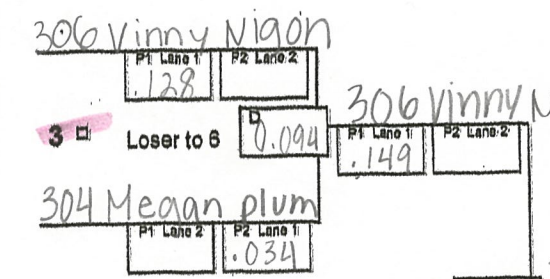 306 Vinny Nigon
P1 Lane 1 P2 Lane 2
.128
306 Vinny N
3 Loser to 6 D 0.094
P1 Lane 1 P2 Lane 2
.149
304 Megan plum
P1 Lane 2 P2 Lane 1
.034